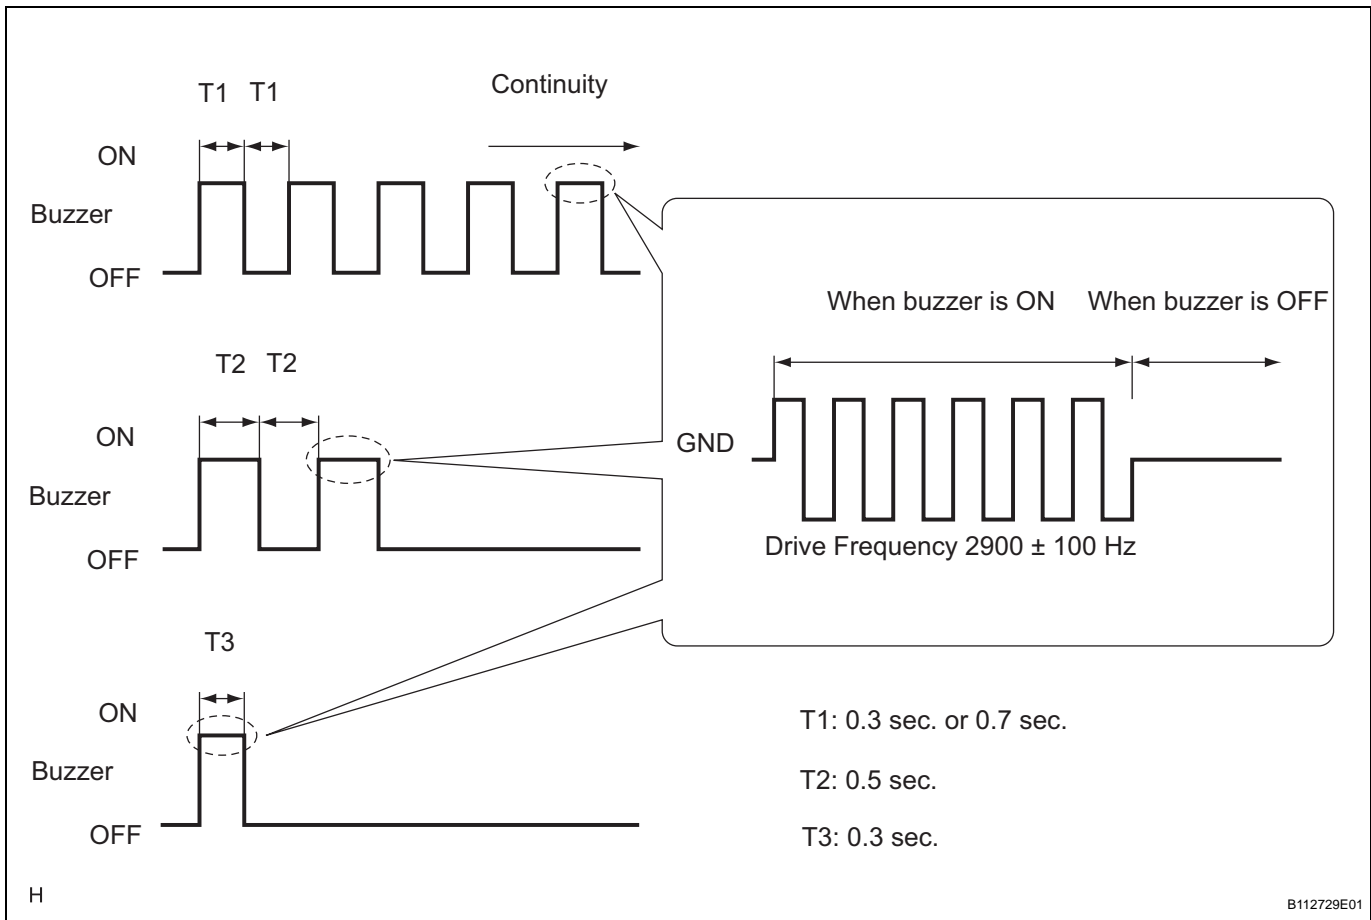 T1 T1
Continuity
ON
Buzzer
OFF
T2 T2
ON
Buzzer
OFF
T3
ON
Buzzer
OFF
When buzzer is ON When buzzer is OFF
GND
Drive Frequency 2900 ± 100 Hz
T1: 0.3 sec. or 0.7 sec.
T2: 0.5 sec.
T3: 0.3 sec.
H
B112729E01